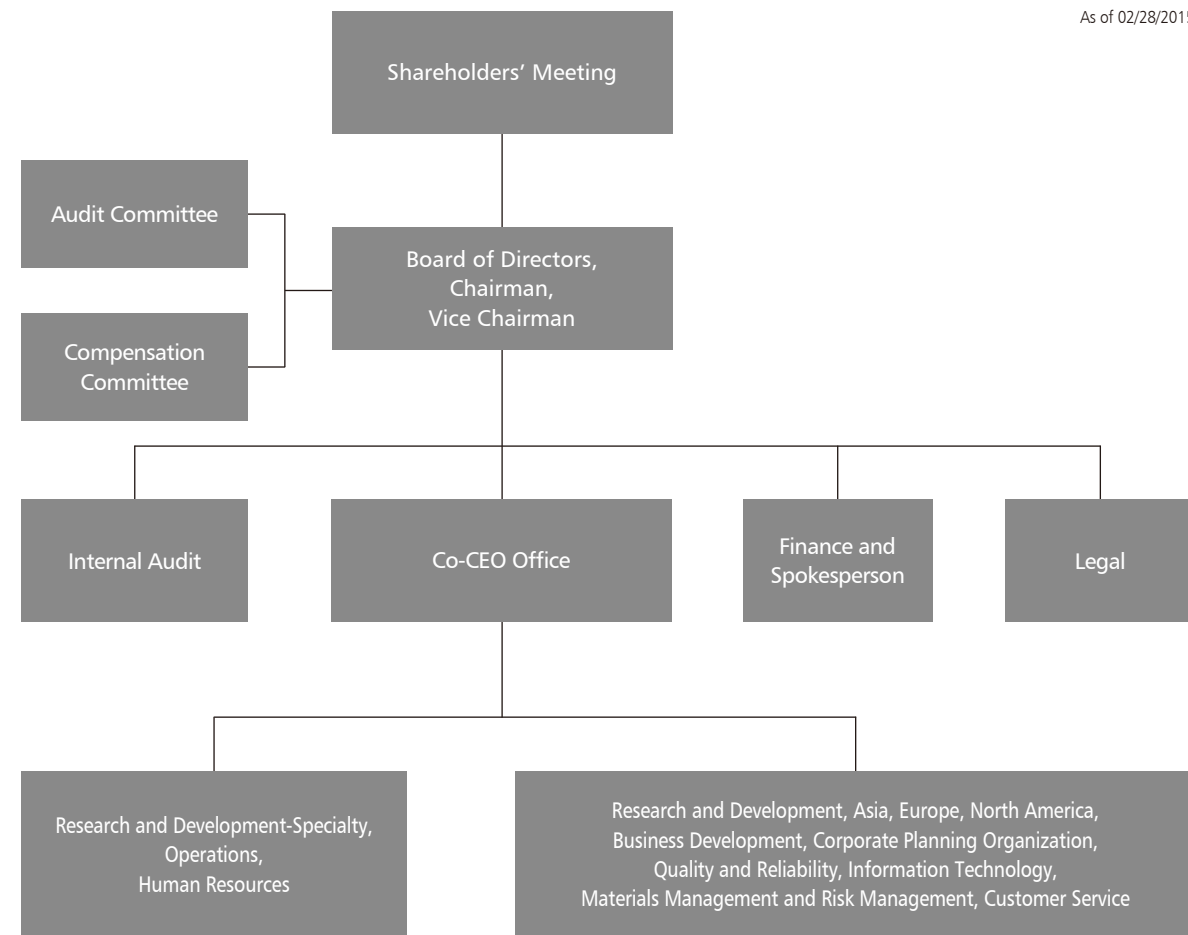 As of 02/28/2015
Shareholders' Meeting
Audit Committee
Board of Directors,
Chairman,
Vice Chairman
Compensation
Committee
Internal Audit
Co-CEO Office
Finance and
Spokesperson
Legal
Research and Development-Specialty,
Operations,
Human Resources
Research and Development, Asia, Europe, North America,
Business Development, Corporate Planning Organization,
Quality and Reliability, Information Technology,
Materials Management and Risk Management, Customer Service